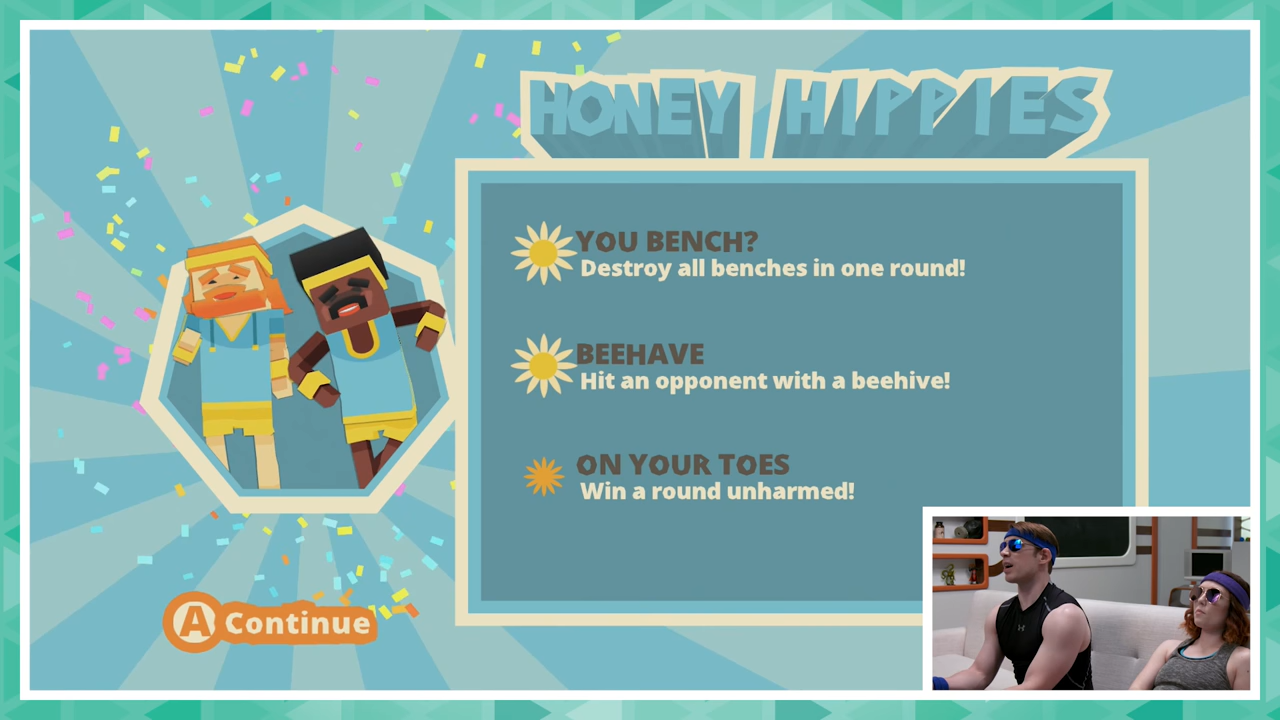 HONEY HIPPIES
YOU BENCH?
Destroy all benches in one round!
BEEHAVE
Hit an opponent with a beehive!
ON YOUR TOES
Win a round unharmed!
A Continue